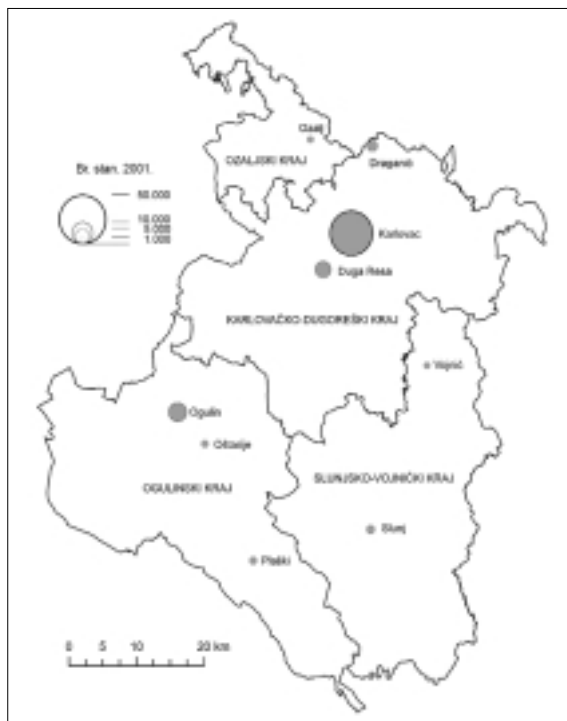 Ozalj
OZALJSKI KRAJ
Draganić
Br. stan. 2001.
50.000
10.000
5.000
1.000
Karlovac
Duga Resa
KARLOVAČKO-DUGOREŠKI KRAJ
Vojnić
Ogulin
Oštarije
OGULINSKI KRAJ
SLUNJSKO-VOJNIĆKI KRAJ
Slunj
Plaški
0 5 10 20 km